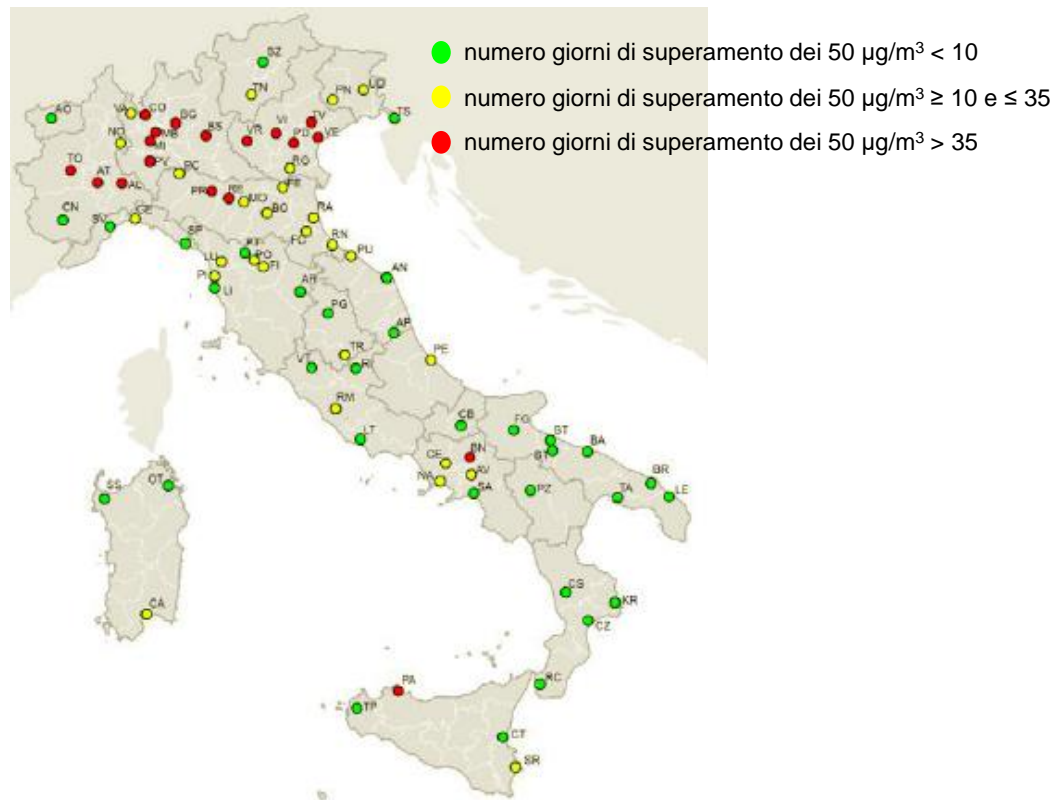 numero giorni di superamento dei 50 µg/m³ < 10
numero giorni di superamento dei 50 µg/m³ ≥ 10 e ≤ 35
numero giorni di superamento dei 50 µg/m³ > 35
BZ
TN
UD
PN
AO
TS
VA
CO
BG
BS
MB
MI
NO
VR
VI
TV
PD
VE
TO
PV
PC
RO
AT
AL
PR
RE
MO
FE
BO
RA
CN
SV
GE
SP
FC
RN
PU
LU
PT
PO
FI
PI
LI
AR
AN
PG
AP
TR
PE
VT
RI
RM
LT
CB
FG
BT
BT
BA
CE
BN
NA
AV
SA
PZ
BR
TA
LE
SS
OT
CA
CS
KR
CZ
RC
PA
TP
CT
SR